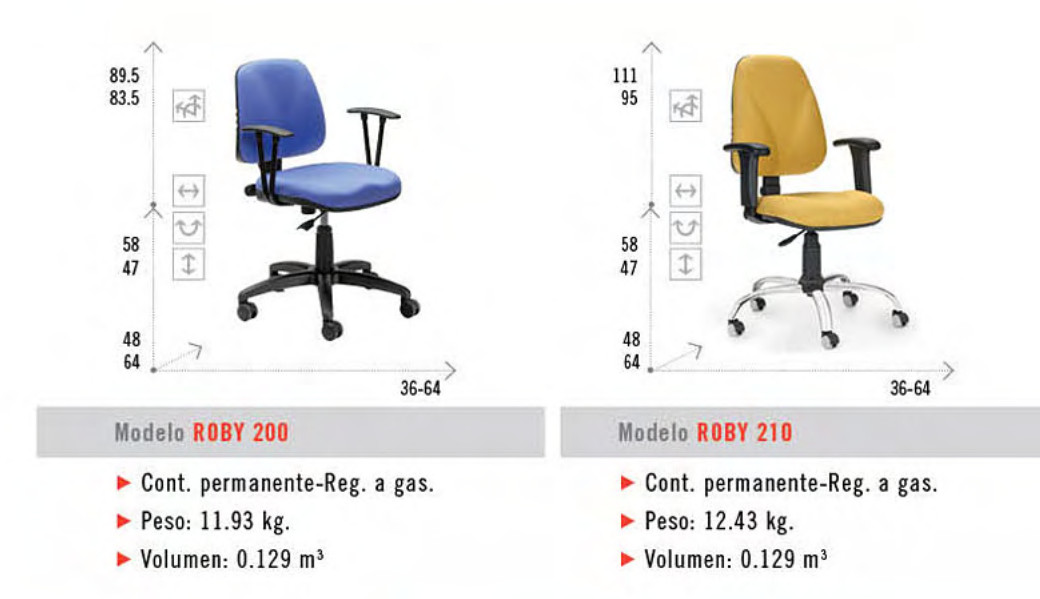 89.5
83.5
58
47
48
64
36-64
Modelo ROBY 200
► Cont. permanente-Reg. a gas.
► Peso: 11.93 kg.
► Volumen: 0.129 m³
111
95
58
47
48
64
36-64
Modelo ROBY 210
► Cont. permanente-Reg. a gas.
► Peso: 12.43 kg.
► Volumen: 0.129 m³